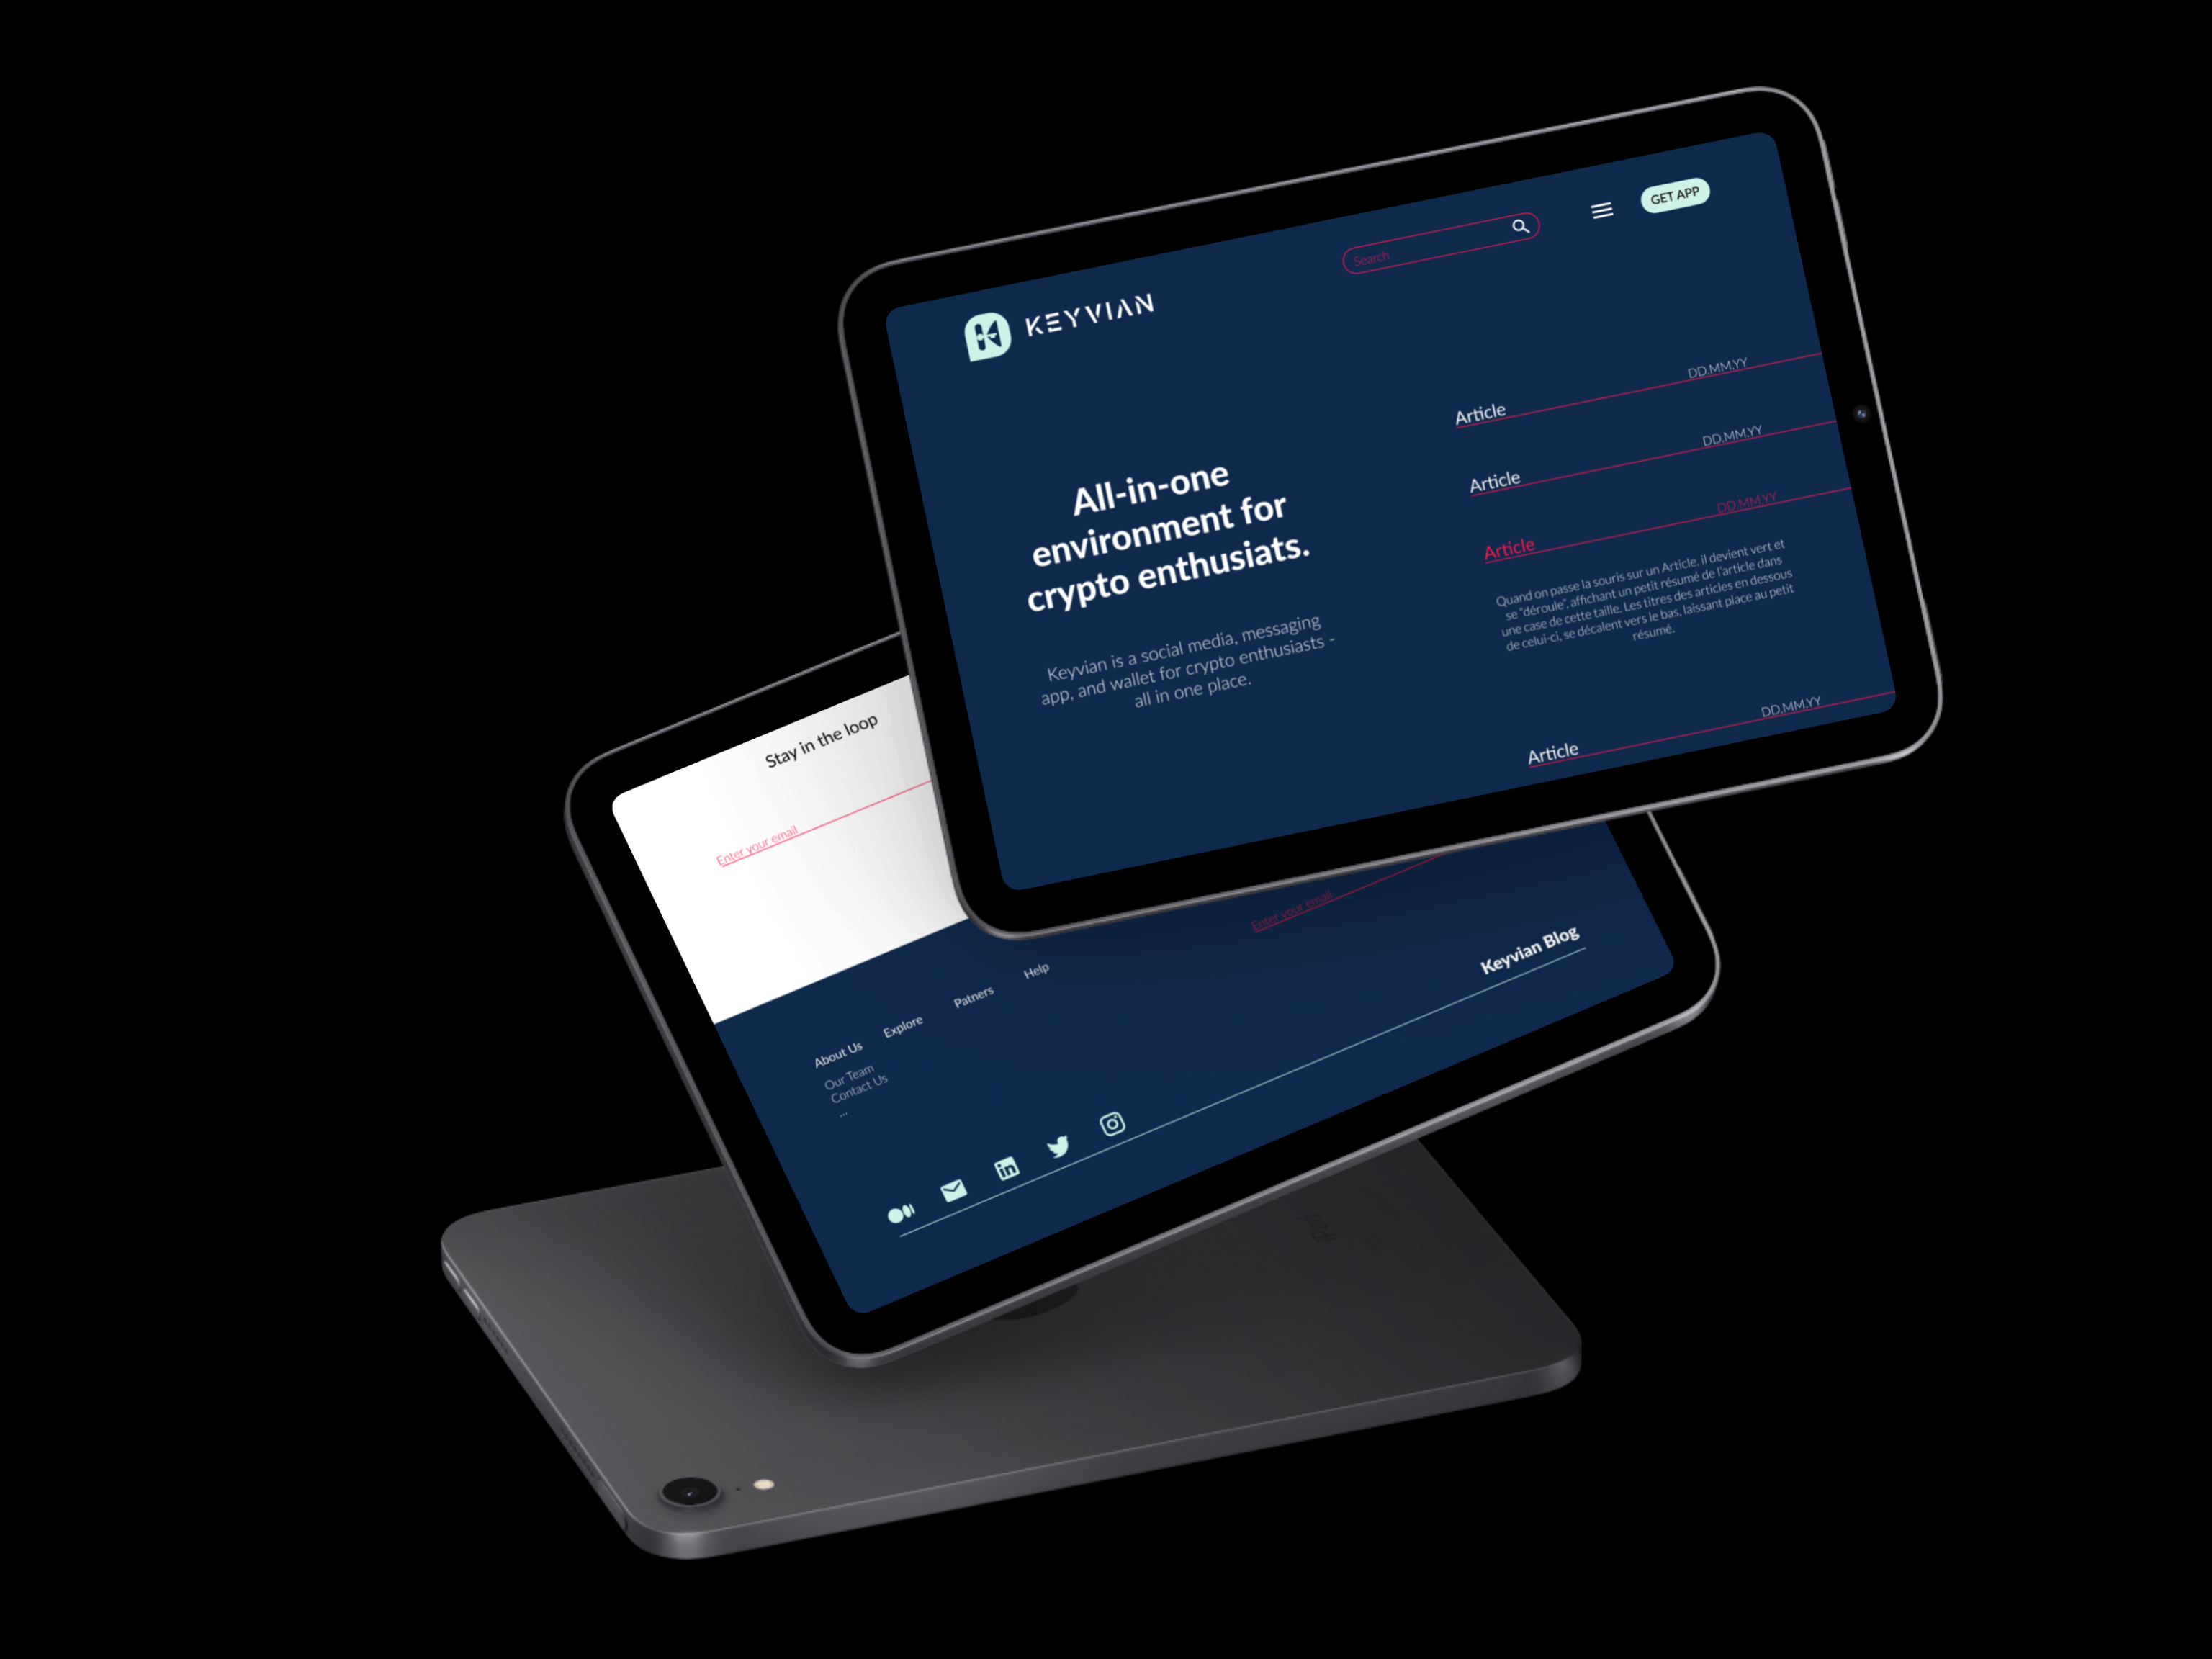 KEYVIAN
Search
GET APP
All-in-one
environment for
crypto enthusiats.
Keyvian is a social media, messaging
app, and wallet for crypto enthusiasts -
all in one place.
Article
DD.MM.YY
Article
DD.MM.YY
Article
DD.MM.YY
Quand on passe la souris sur un Article, il devient vert et
se "déroule", affichant un petit résumé de l'article dans
une case de cette taille. Les titres des articles en dessous
de celui-ci, se décalent vers le bas, laissant place au petit
résumé.
Article
DD.MM.YY
Stay in the loop
Enter your email
Enter your email
About Us
Explore
Patners
Help
Our Team
Contact Us
...
Keyvian Blog
iPad